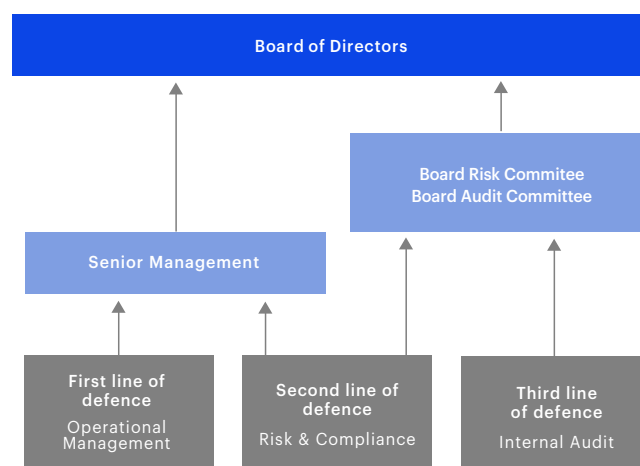 Board of Directors
Board Risk Commitee
Board Audit Committee
Senior Management
First line of
defence
Operational
Management
Second line of
defence
Risk & Compliance
Third line
of defence
Internal Audit